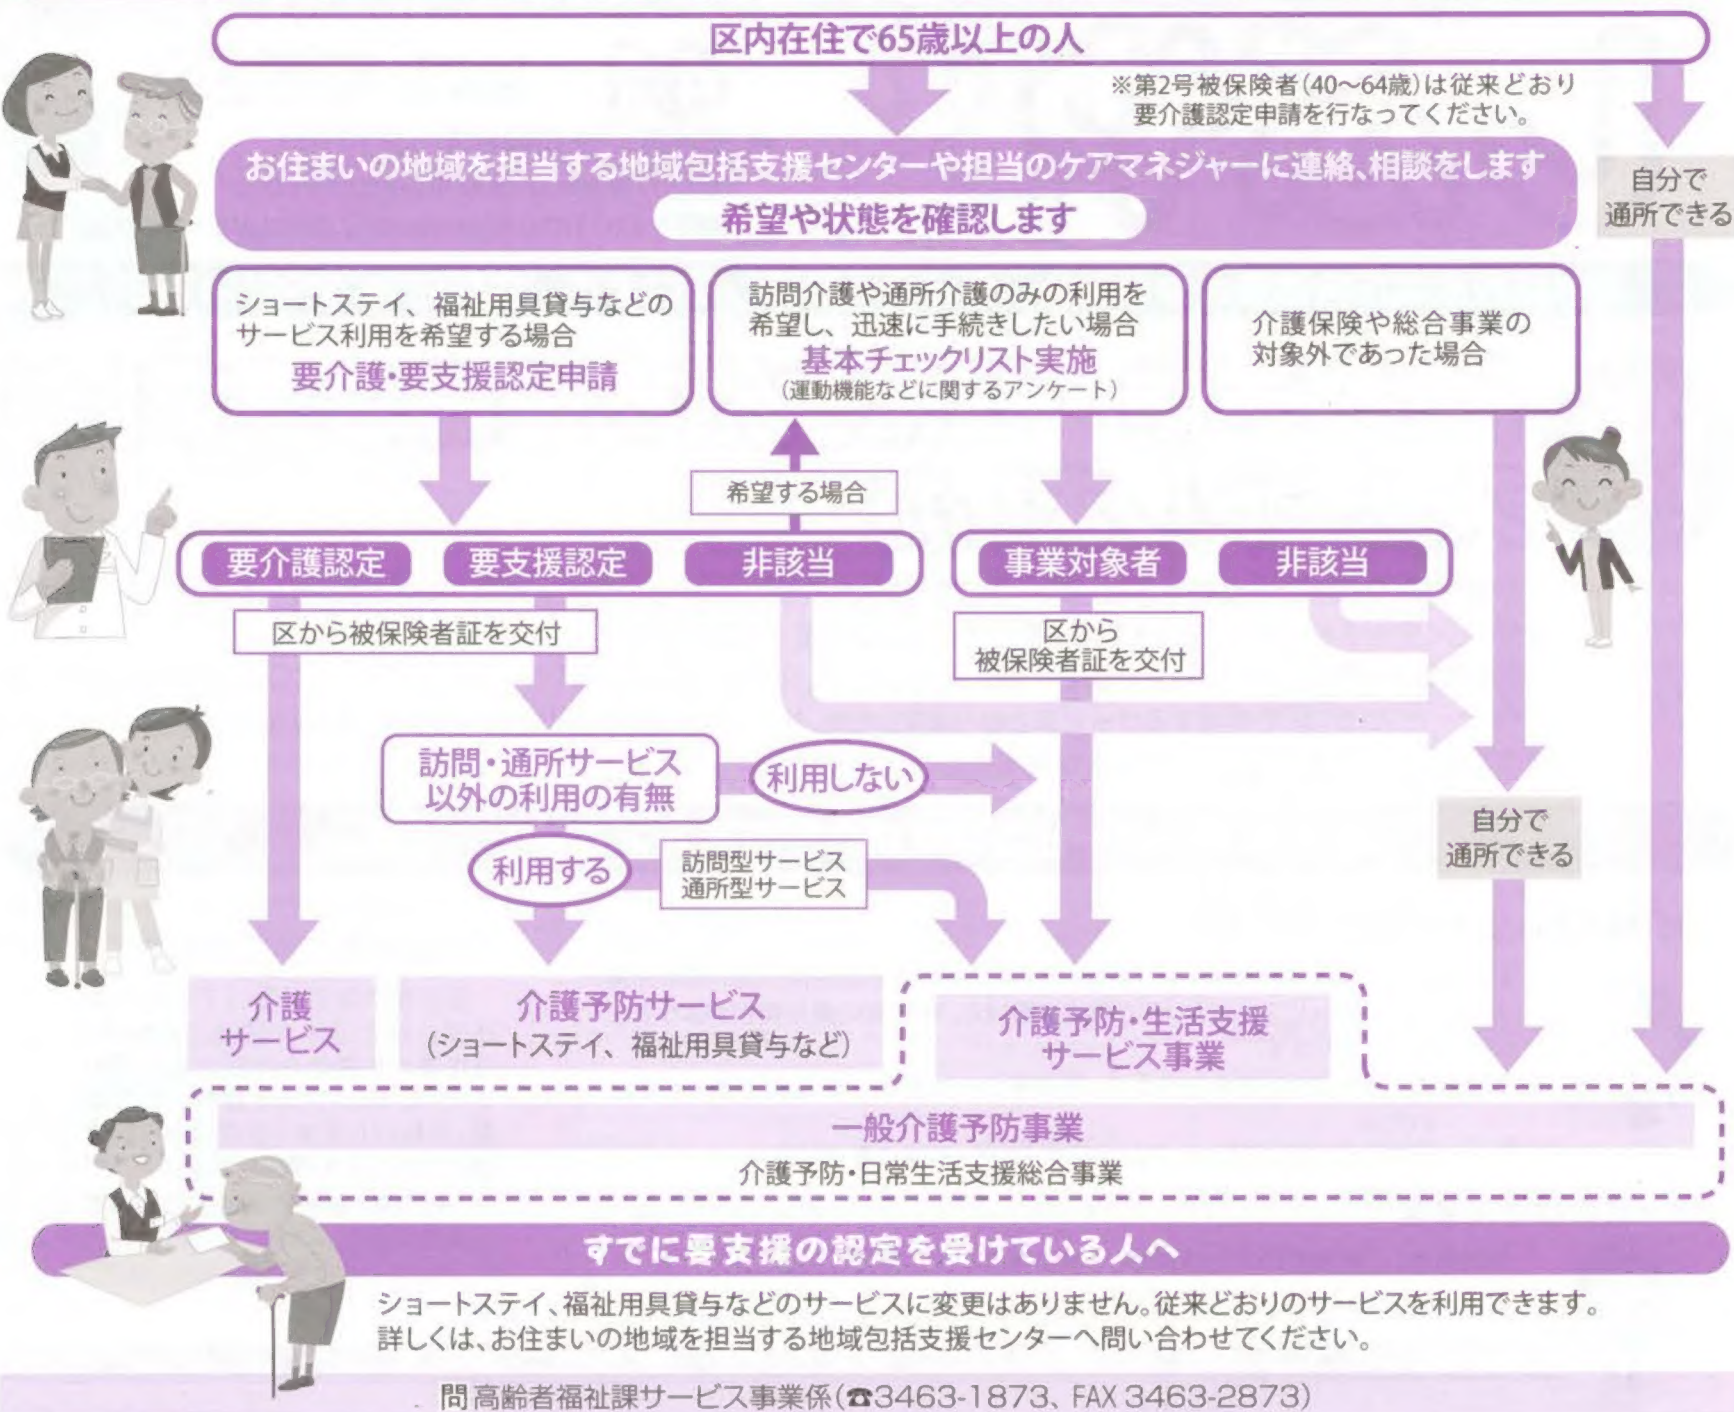 区内在住で65歳以上の人
※第2号被保険者(40〜64歳)は従来どおり
要介護認定申請を行なってください。
自分で
通所できる
お住まいの地域を担当する地域包括支援センターや担当のケアマネジャーに連絡、相談をします
希望や状態を確認します
ショートステイ、福祉用具貸与などの
サービス利用を希望する場合
要介護・要支援認定申請
訪問介護や通所介護のみの利用を
希望し、迅速に手続きしたい場合
基本チェックリスト実施
(運動機能などに関するアンケート)
介護保険や総合事業の
対象外であった場合
希望する場合
要介護認定
要支援認定
非該当
事業対象者
非該当
区から被保険者証を交付
区から
被保険者証を交付
訪問・通所サービス
以外の利用の有無
利用しない
利用する
訪問型サービス
通所型サービス
自分で
通所できる
介護
サービス
介護予防サービス
(ショートステイ、福祉用具貸与など)
介護予防・生活支援
サービス事業
一般介護予防事業
介護予防・日常生活支援総合事業
すでに要支援の認定を受けている人へ
ショートステイ、福祉用具貸与などのサービスに変更はありません。従来どおりのサービスを利用できます。
詳しくは、お住まいの地域を担当する地域包括支援センターへ問い合わせてください。
問 高齢者福祉課サービス事業係(☎3463-1873、FAX 3463-2873)